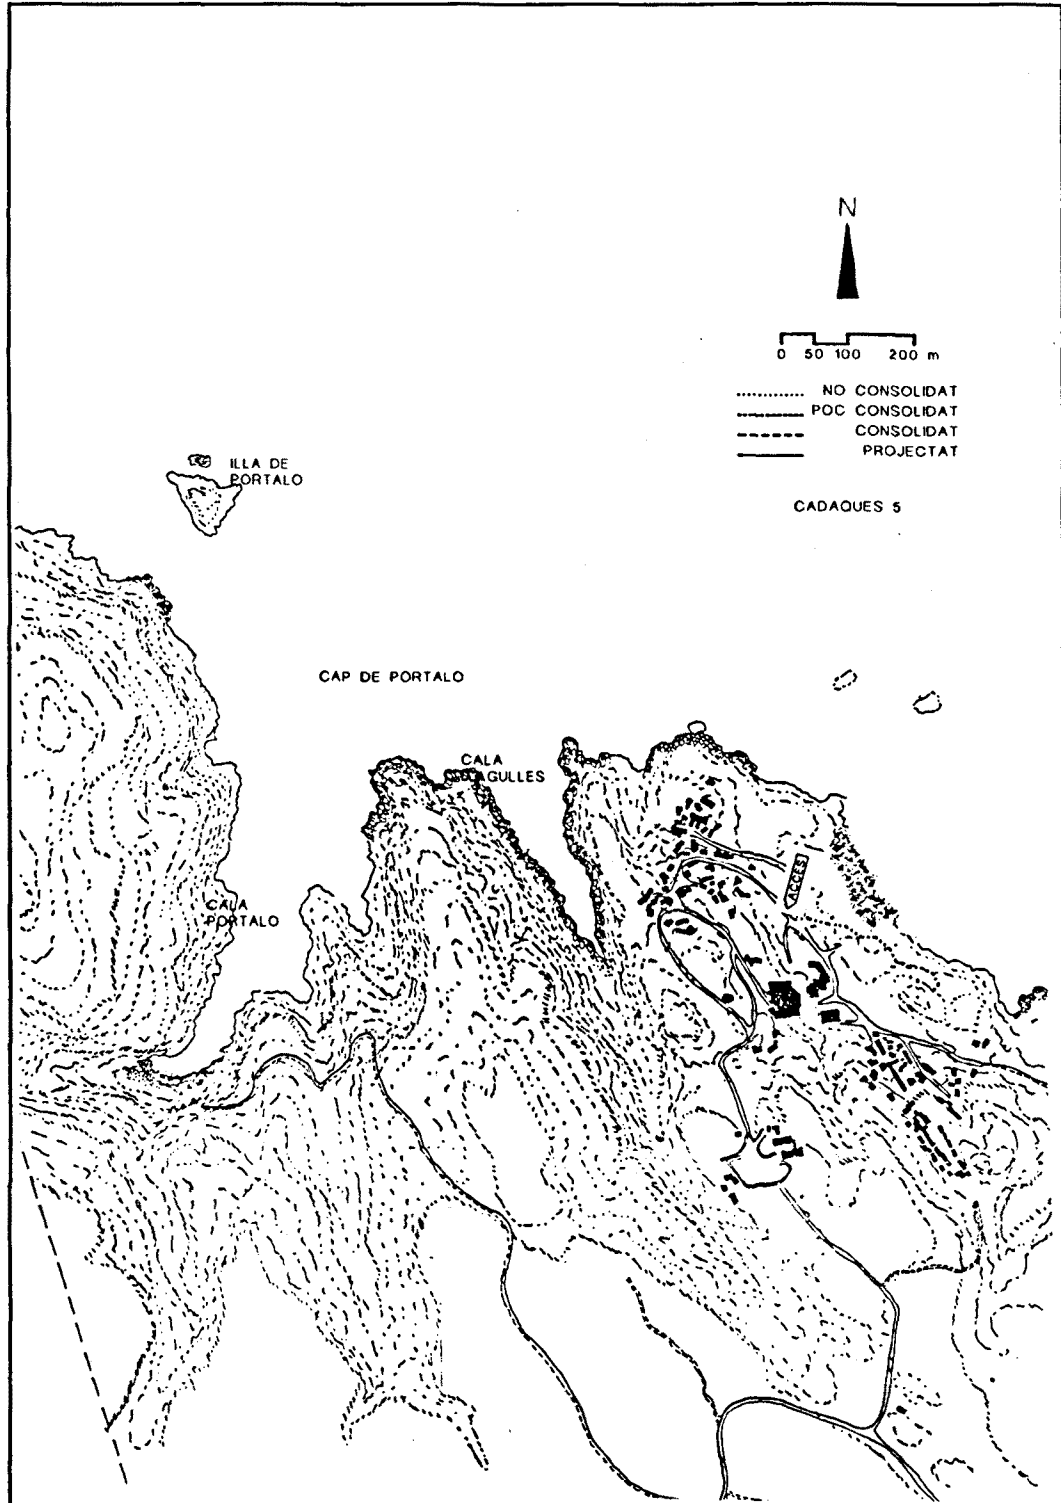 N
0 50 100 200 m
NO CONSOLIDAT
POC CONSOLIDAT
CONSOLIDAT
PROJECTAT
CADAQUES 5
ILLA DE
PORTALO
CAP DE PORTALO
CALA
D'AGULLES
ACCES
CALA
PORTALO